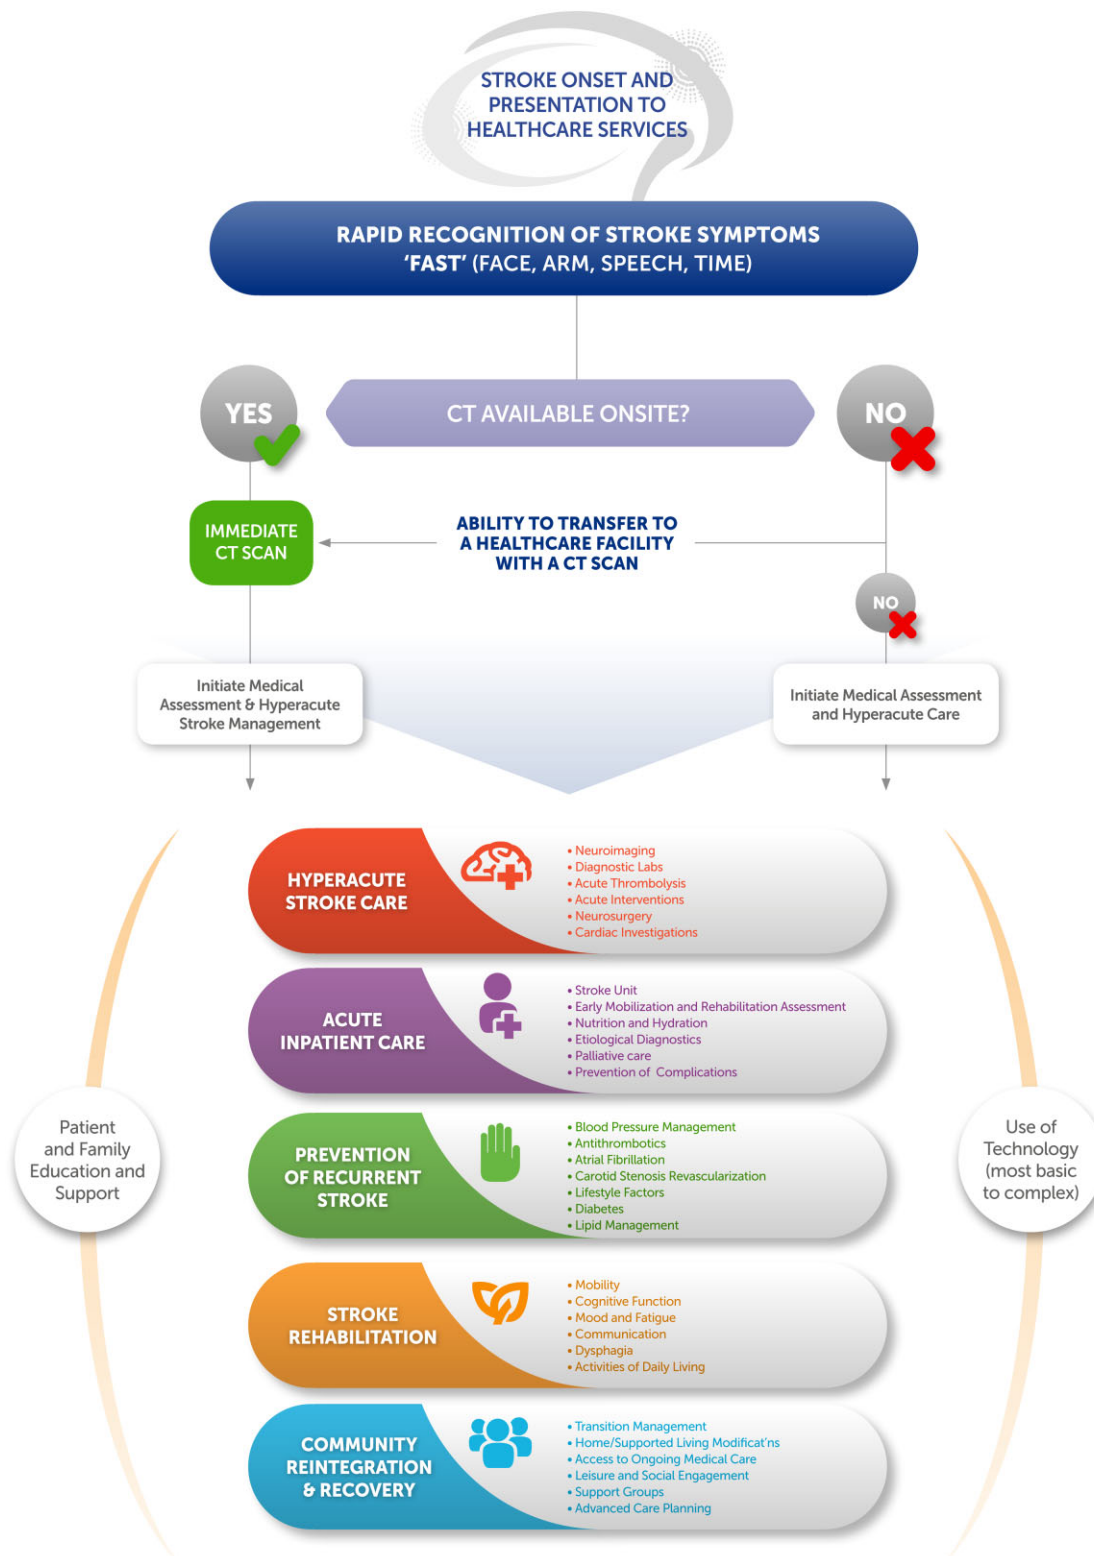 STROKE ONSET AND
PRESENTATION TO
HEALTHCARE SERVICES
RAPID RECOGNITION OF STROKE SYMPTOMS
‘FAST’ (FACE, ARM, SPEECH, TIME)
YES
CT AVAILABLE ONSITE?
NO
IMMEDIATE
CT SCAN
ABILITY TO TRANSFER TO
A HEALTHCARE FACILITY
WITH A CT SCAN
NO
Initiate Medical
Assessment & Hyperacute
Stroke Management
Initiate Medical Assessment
and Hyperacute Care
HYPERACUTE
STROKE CARE
• Neuroimaging
• Diagnostic Labs
• Acute Thrombolysis
• Acute Interventions
• Neurosurgery
• Cardiac Investigations
ACUTE
INPATIENT CARE
• Stroke Unit
• Early Mobilization and Rehabilitation Assessment
• Nutrition and Hydration
• Etiological Diagnostics
• Palliative care
• Prevention of Complications
Patient
and Family
Education and
Support
PREVENTION
OF RECURRENT
STROKE
• Blood Pressure Management
• Antithrombotics
• Atrial Fibrillation
• Carotid Stenosis Revascularization
• Lifestyle Factors
• Diabetes
• Lipid Management
Use of
Technology
(most basic
to complex)
STROKE
REHABILITATION
• Mobility
• Cognitive Function
• Mood and Fatigue
• Communication
• Dysphagia
• Activities of Daily Living
COMMUNITY
REINTEGRATION
& RECOVERY
• Transition Management
• Home/Supported Living Modificat’ns
• Access to Ongoing Medical Care
• Leisure and Social Engagement
• Support Groups
• Advanced Care Planning